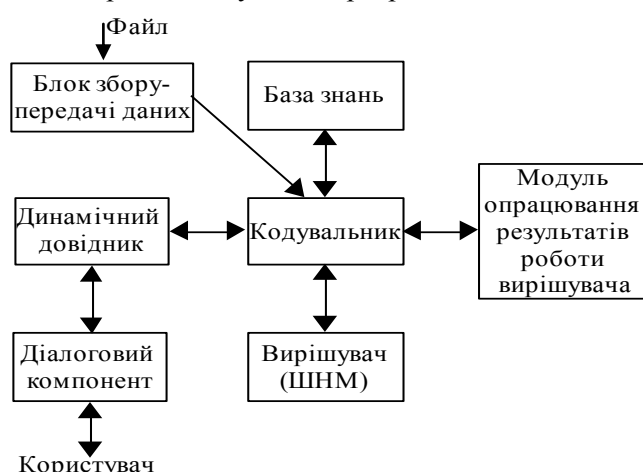 Файл
Блок збору-
передачі даних
База знань
Динамічний
довідник
Кодувальник
Модуль
опрацювання
результатів
роботи
вирішувача
Діалоговий
компонент
Вирішувач
(ШНМ)
Користувач